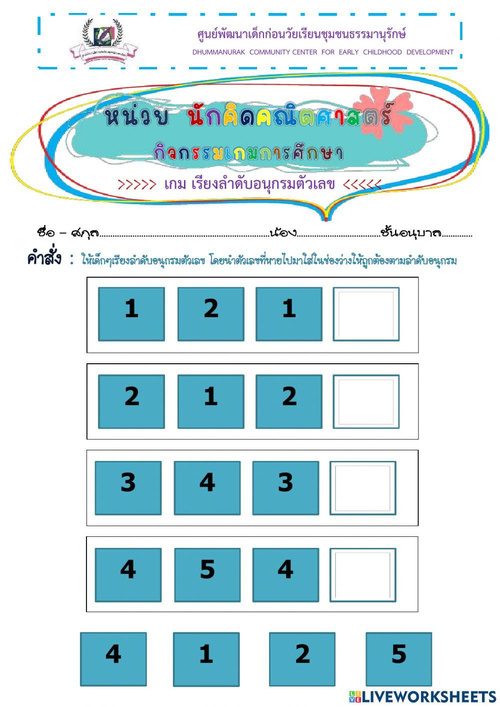 ศูนย์พัฒนาเด็กก่อนวัยเรียนชุมชนธรรมานุรักษ์
DHUMMANURAK COMMUNITY CENTER FOR EARLY CHILDHOOD DEVELOPMENT
หน่วย นักคิดคณิตศาสตร์
กิจกรรมเกมการศึกษา
>>>>> เกม เรียงลำดับอนุกรมตัวเลข <<<<<
ชื่อ - สกุล..........................................................น้อง............................ชั้นอนุบาล...........
คำสั่ง : ให้เด็กๆเรียงลำดับอนุกรมตัวเลข โดยนำตัวเลขที่หายไปมาใส่ในช่องว่างให้ถูกต้องตามลำดับอนุกรม
1 2 1
2 1 2
3 4 3
4 5 4
4 1 2 5
LIVEWORKSHEETS